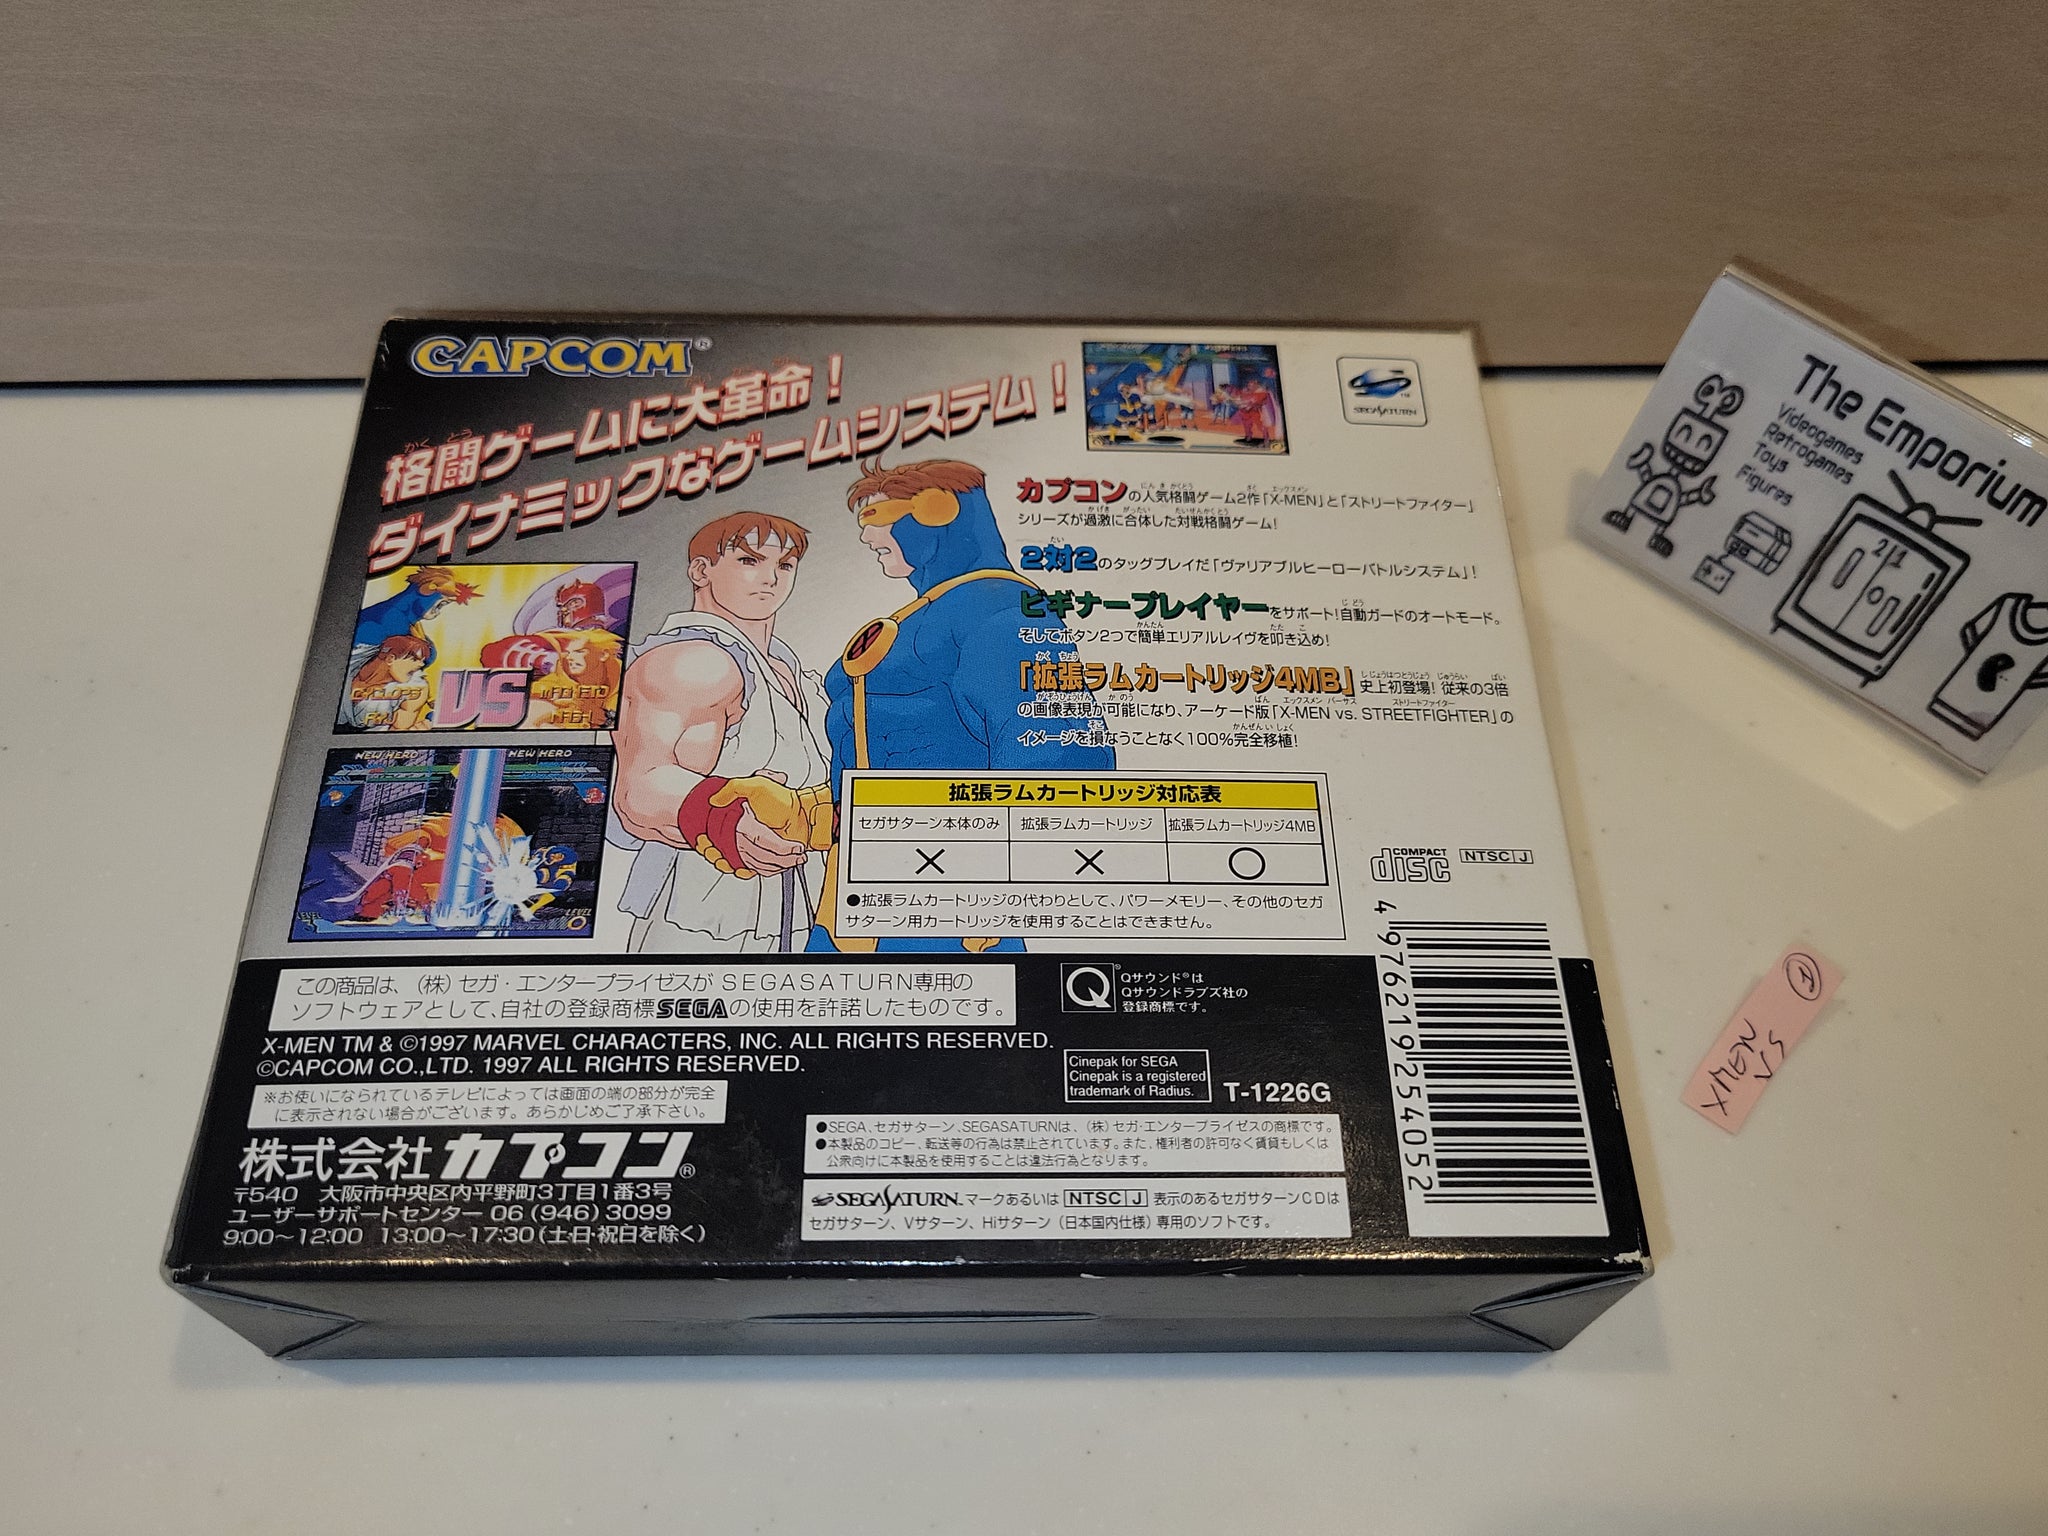 CAPCOM®
格闘ゲームに大革命！
ダイナミックなゲームシステム！
SEGASATURN
カプコンの人気格闘ゲーム2作「X-MEN」と「ストリートファイター」
シリーズが過激に合体した対戦格闘ゲーム！
2対2のタッグプレイだ「ヴァリアブルヒーローバトルシステム」！
ビギナープレイヤーをサポート！自動ガードのオートモード。
そしてボタン2つで簡単エリアルレイヴを叩き込め！
「拡張ラムカートリッジ4MB」史上初登場！従来の3倍
の画像表現が可能になり、アーケード版「X-MEN vs. STREETFIGHTER」の
イメージを損なうことなく100%完全移植！
CYCLOPS
RYU
VS
MAGNETO
NASH
NEW HERO
NEW HERO
LEVEL
拡張ラムカートリッジ対応表
セガサターン本体のみ 拡張ラムカートリッジ 拡張ラムカートリッジ4MB
× × ○
●拡張ラムカートリッジの代わりとして、パワーメモリー、その他のセガ
サターン用カートリッジを使用することはできません。
COMPACT
disc
NTSC J
4 976219 254052
この商品は、（株）セガ・エンタープライゼスがSEGASATURN専用の
ソフトウェアとして、自社の登録商標SEGAの使用を許諾したものです。
Qサウンド®は
Qサウンドラブズ社の
登録商標です。
X-MEN TM & ©1997 MARVEL CHARACTERS, INC. ALL RIGHTS RESERVED.
©CAPCOM CO.,LTD. 1997 ALL RIGHTS RESERVED.
Cinepak for SEGA
Cinepak is a registered
trademark of Radius.
T-1226G
※お使いになられているテレビによっては画面の端の部分が完全
に表示されない場合がございます。あらかじめご了承下さい。
株式会社カプコン®
〒540 大阪市中央区内平野町3丁目1番3号
ユーザーサポートセンター 06(946)3099
9:00～12:00 13:00～17:30(土・日・祝日を除く)
●SEGA、セガサターン、SEGASATURNは、（株）セガ・エンタープライゼスの商標です。
●本製品のコピー、転送等の行為は禁止されています。また、権利者の許可なく賃貸もしくは
公衆向けに本製品を使用することは違法行為となります。
SEGASATURN™マークあるいは NTSC J 表示のあるセガサターンCDは
セガサターン、Vサターン、Hiサターン（日本国内仕様）専用のソフトです。
The Emporium
Videogames
Retrogames
Toys
Figures